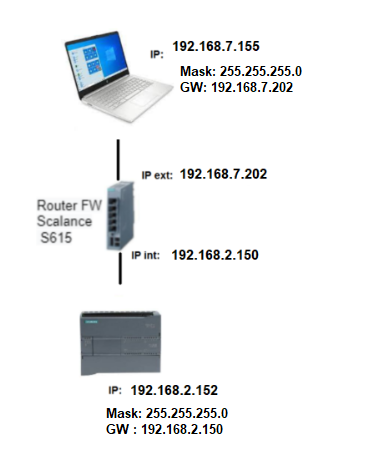 IP: 192.168.7.155
Mask: 255.255.255.0
GW: 192.168.7.202
IP ext: 192.168.7.202
Router FW
Scalance
S615
IP int: 192.168.2.150
IP: 192.168.2.152
Mask: 255.255.255.0
GW : 192.168.2.150